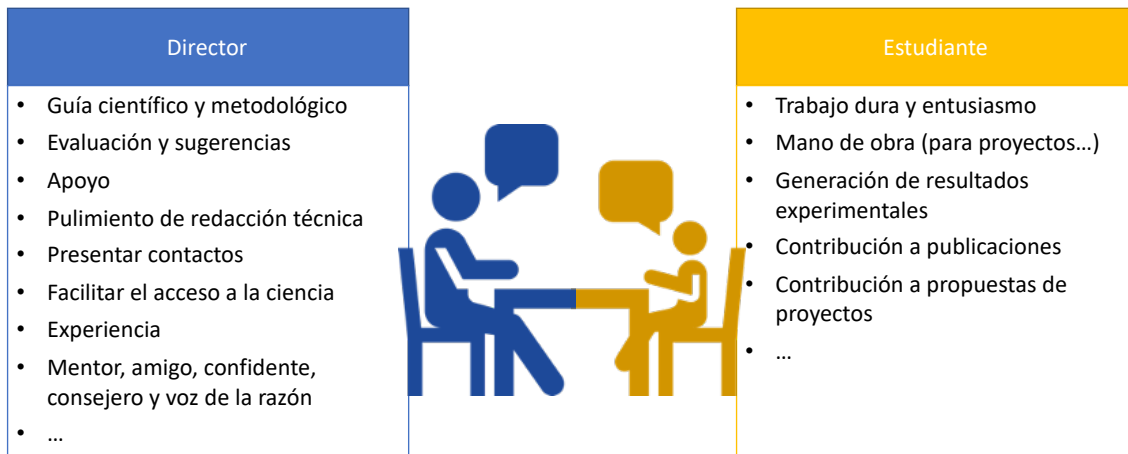 Director
• Guía científico y metodológico
• Evaluación y sugerencias
• Apoyo
• Pulimiento de redacción técnica
• Presentar contactos
• Facilitar el acceso a la ciencia
• Experiencia
• Mentor, amigo, confidente,
consejero y voz de la razón
• ...
Estudiante
• Trabajo dura y entusiasmo
• Mano de obra (para proyectos...)
• Generación de resultados
experimentales
• Contribución a publicaciones
• Contribución a propuestas de
proyectos
• ...